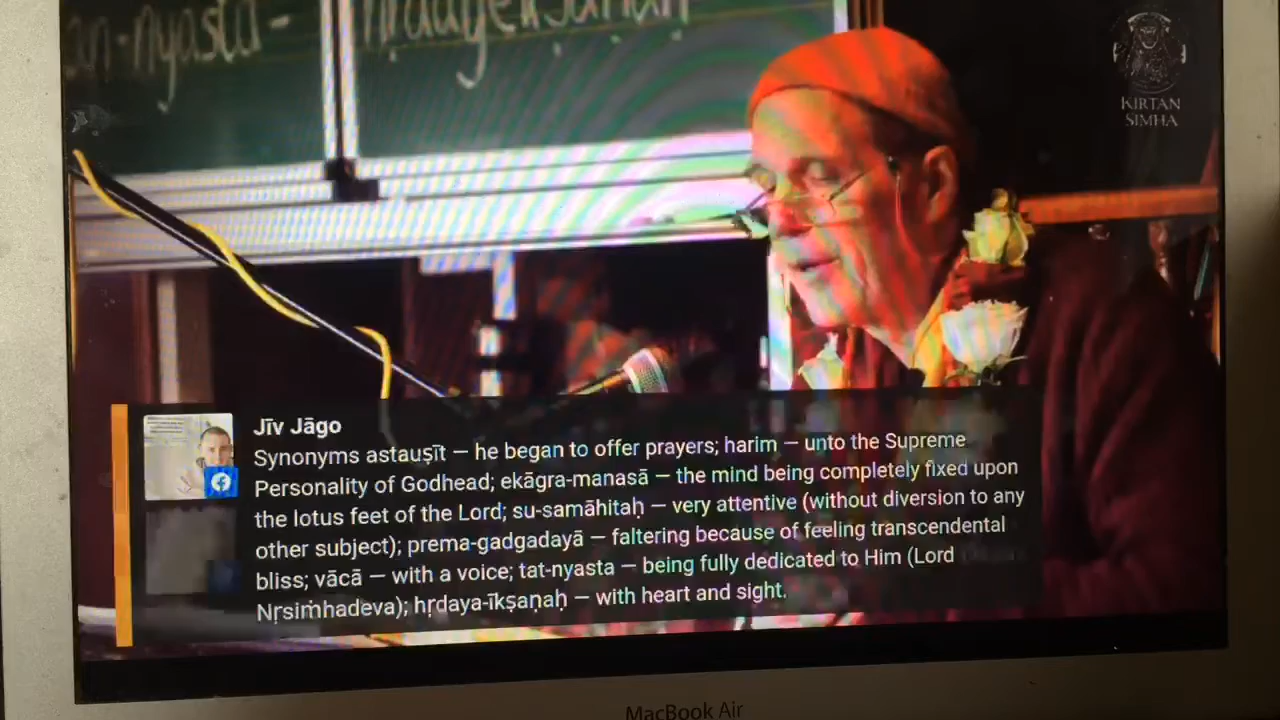 an-nyasta-
hṛdayekṣaṇaḥ
KIRTAN
SIMHA
Jīv Jāgo
Synonyms astauṣīt — he began to offer prayers; harim — unto the Supreme
Personality of Godhead; ekāgra-manasā — the mind being completely fixed upon
the lotus feet of the Lord; su-samāhitaḥ — very attentive (without diversion to any
other subject); prema-gadgadayā — faltering because of feeling transcendental
bliss; vācā — with a voice; tat-nyasta — being fully dedicated to Him (Lord
Nṛsiṁhadeva); hṛdaya-īkṣaṇaḥ — with heart and sight.
MacBook Air